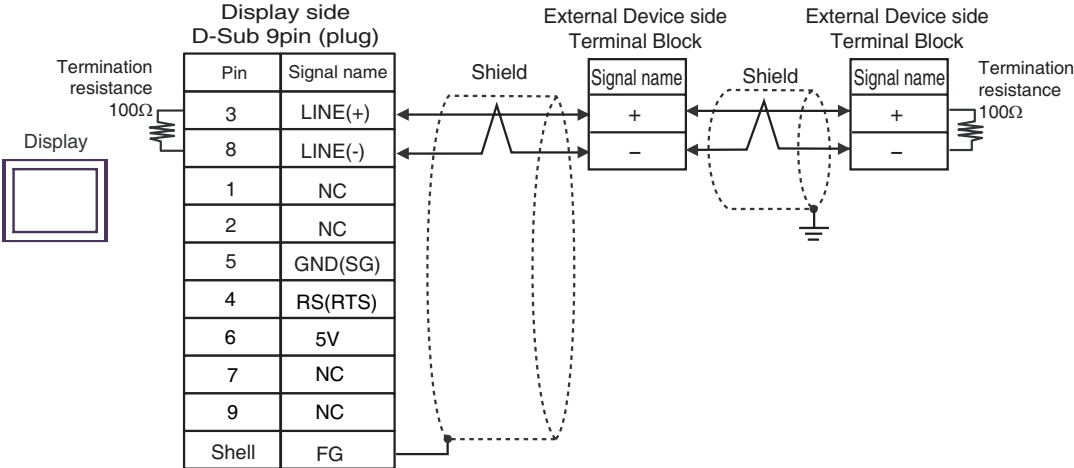 Display side
D-Sub 9pin (plug)
External Device side
Terminal Block
External Device side
Terminal Block
Termination
resistance
100Ω
Pin Signal name
3 LINE(+)
8 LINE(-)
1 NC
2 NC
5 GND(SG)
4 RS(RTS)
6 5V
7 NC
9 NC
Shell FG
Display
Shield
Signal name
+
−
Shield
Signal name
+
−
Termination
resistance
100Ω